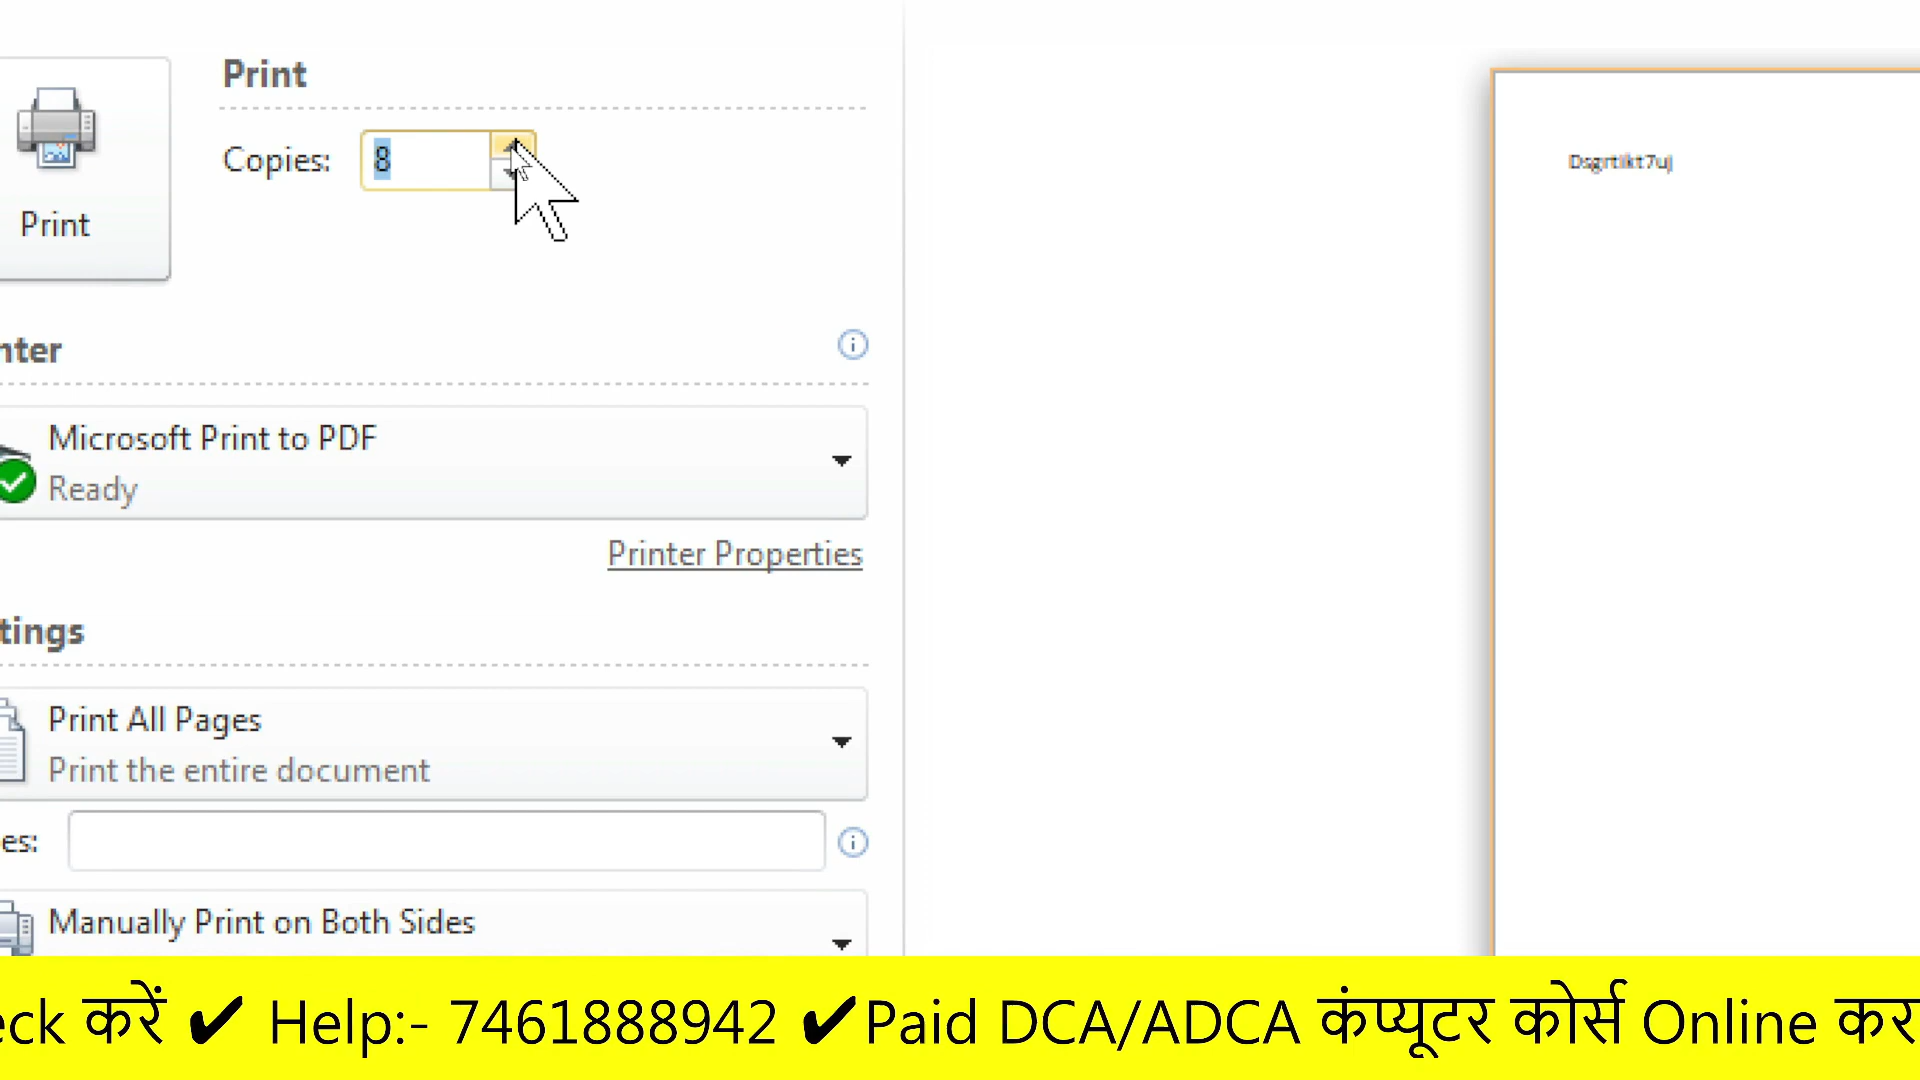 Print
Copies: 8
Print
nter
Microsoft Print to PDF
Ready
Printer Properties
tings
Print All Pages
Print the entire document
es:
Manually Print on Both Sides
Dsgrtikt7uj
eck करें ✔ Help:- 7461888942 ✔Paid DCA/ADCA कंप्यूटर कोर्स Online कर